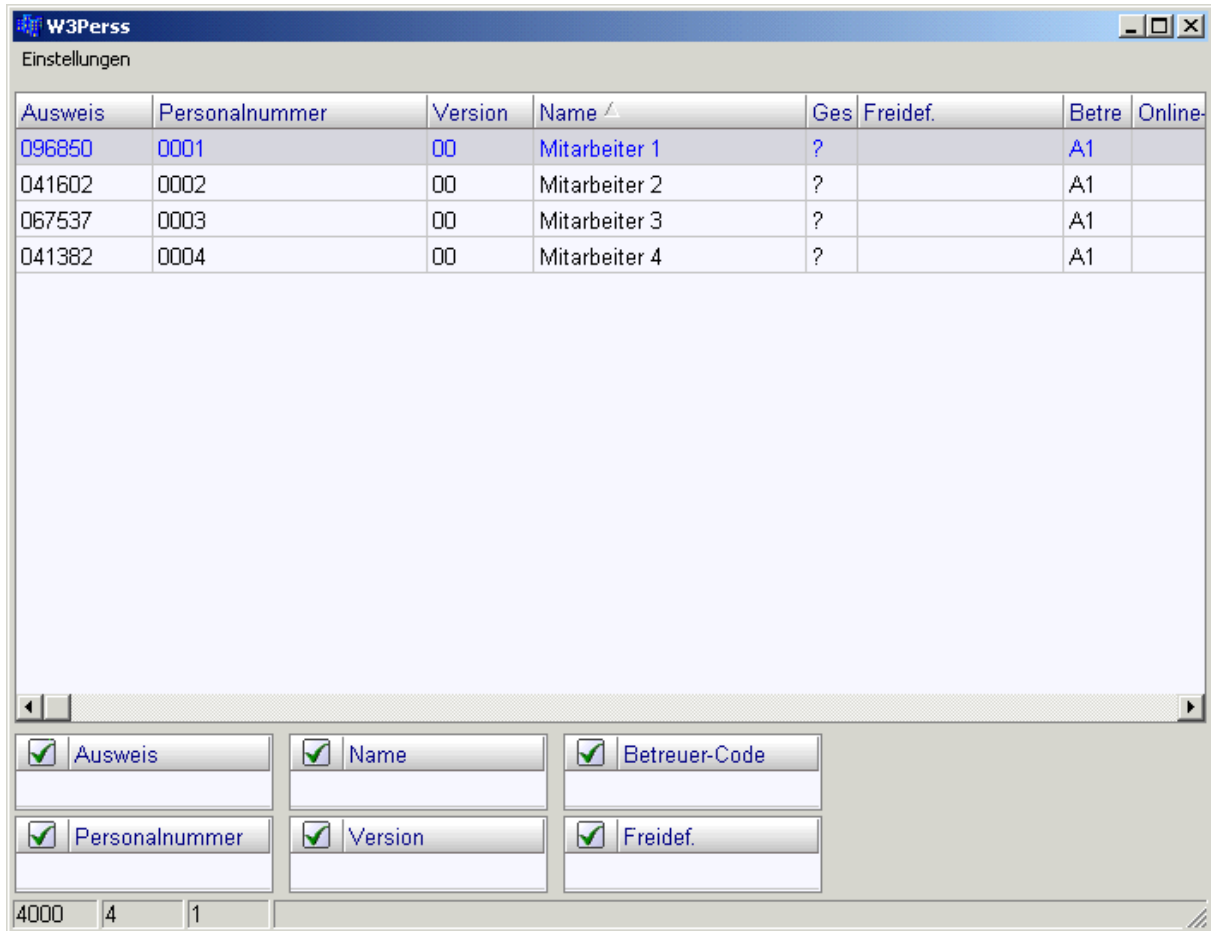 W3Perss
Einstellungen
Ausweis Personalnummer Version Name Ges Freidef. Betre Online-
096850 0001 00 Mitarbeiter 1 ? A1
041602 0002 00 Mitarbeiter 2 ? A1
067537 0003 00 Mitarbeiter 3 ? A1
041382 0004 00 Mitarbeiter 4 ? A1
Ausweis Name Betreuer-Code
Personalnummer Version Freidef.
4000 4 1